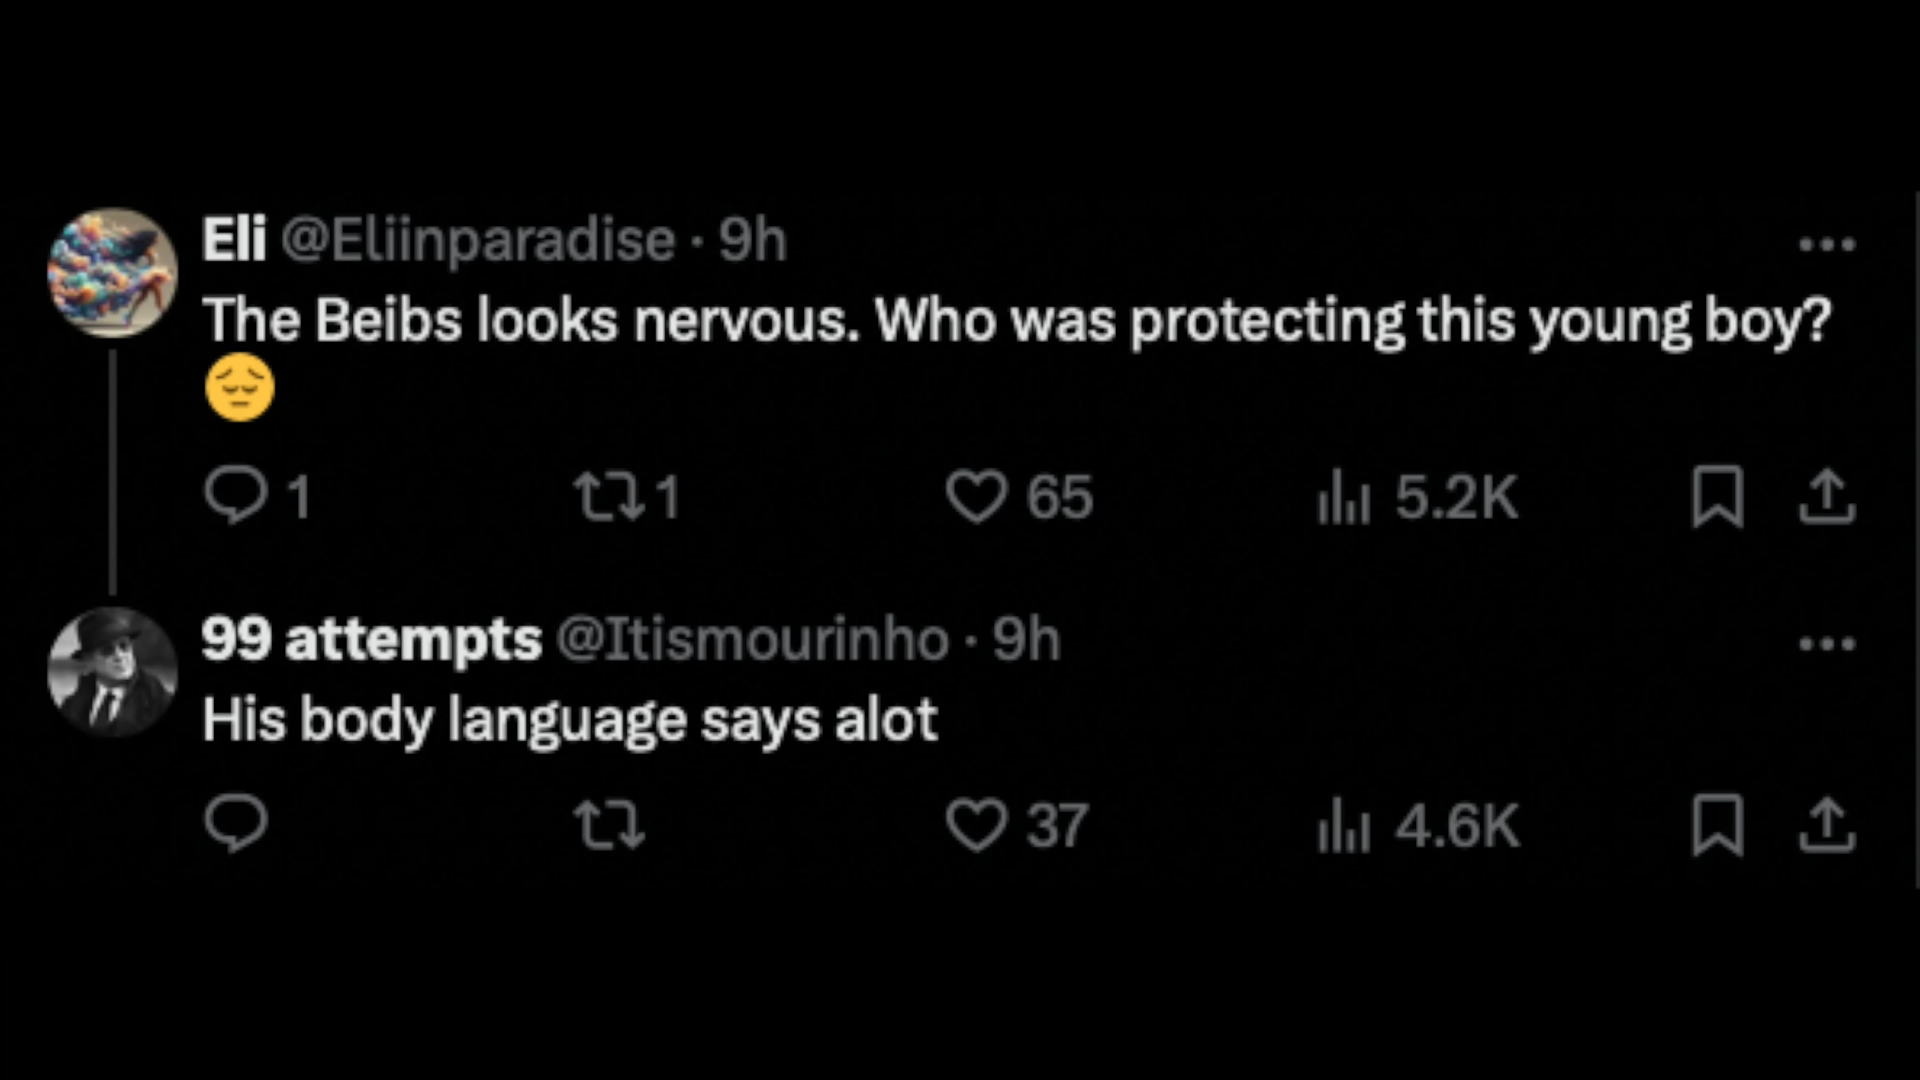 Eli @Eliinparadise · 9h
The Beibs looks nervous. Who was protecting this young boy?
😔
1 1 65 5.2K
99 attempts @Itismourinho · 9h
His body language says alot
37 4.6K